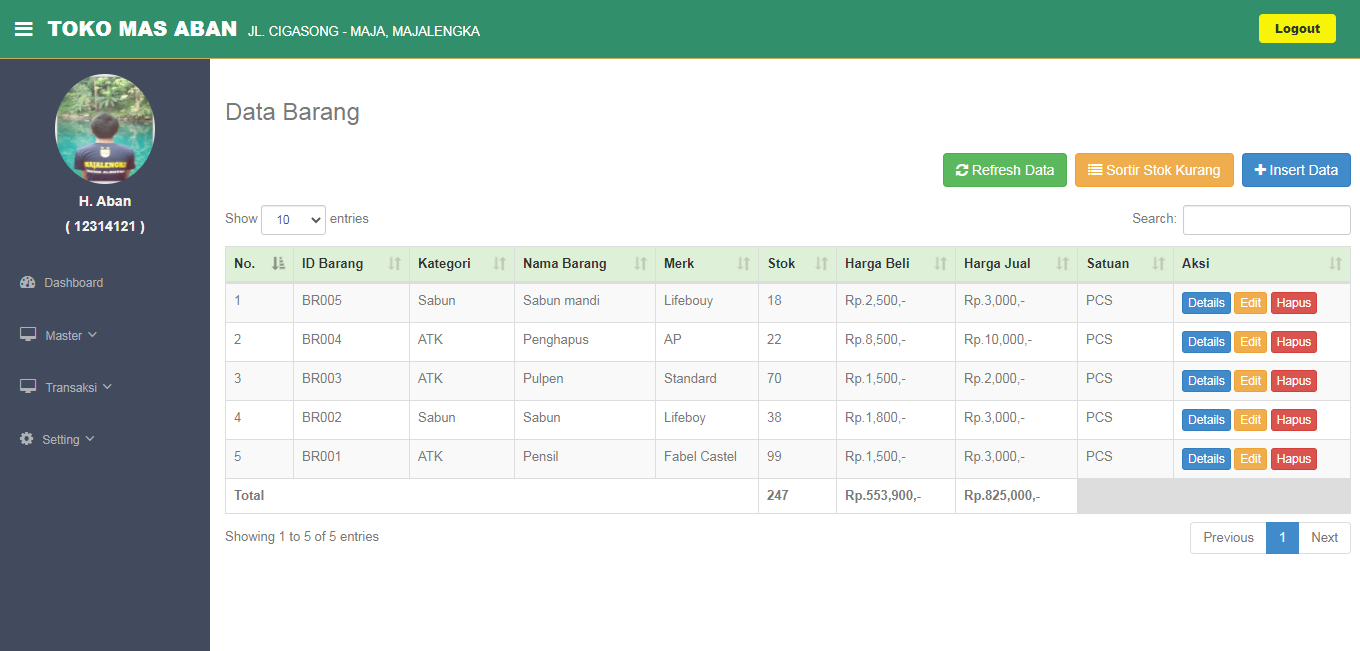 TOKO MAS ABAN JL. CIGASONG - MAJA, MAJALENGKA Logout
H. Aban
( 12314121 )
Dashboard
Master
Transaksi
Setting
Data Barang
Refresh Data Sortir Stok Kurang Insert Data
Show 10 entries Search:
No. ID Barang Kategori Nama Barang Merk Stok Harga Beli Harga Jual Satuan Aksi
1 BR005 Sabun Sabun mandi Lifebouy 18 Rp.2,500,- Rp.3,000,- PCS Details Edit Hapus
2 BR004 ATK Penghapus AP 22 Rp.8,500,- Rp.10,000,- PCS Details Edit Hapus
3 BR003 ATK Pulpen Standard 70 Rp.1,500,- Rp.2,000,- PCS Details Edit Hapus
4 BR002 Sabun Sabun Lifeboy 38 Rp.1,800,- Rp.3,000,- PCS Details Edit Hapus
5 BR001 ATK Pensil Fabel Castel 99 Rp.1,500,- Rp.3,000,- PCS Details Edit Hapus
Total 247 Rp.553,900,- Rp.825,000,-
Showing 1 to 5 of 5 entries Previous 1 Next